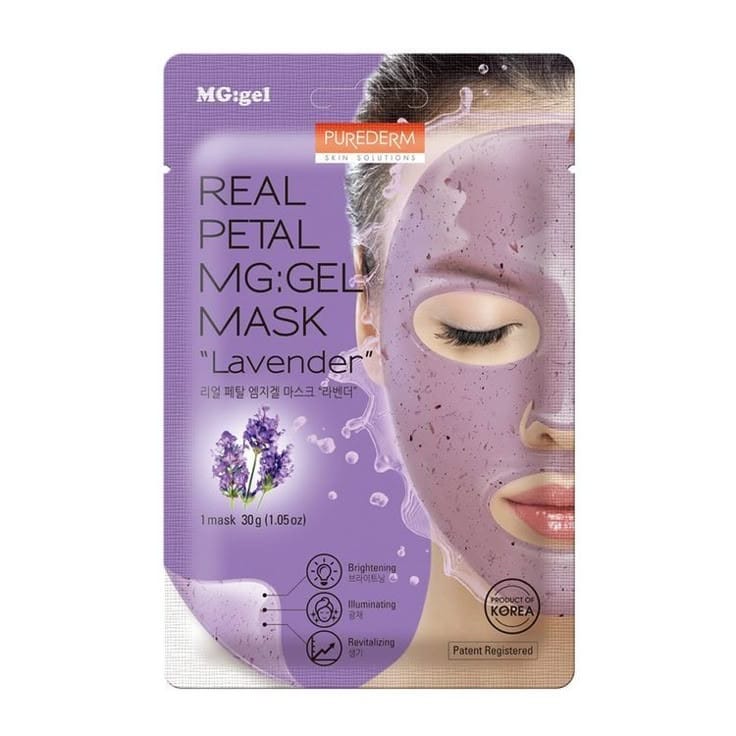 MG:gel
PUREDERM
SKIN SOLUTIONS
REAL
PETAL
MG:GEL
MASK
"Lavender"
리얼 페탈 엠지겔 마스크 "라벤더"
1 mask 30g (1.05oz)
Brightening
브라이트닝
Illuminating
광채
Revitalizing
생기
PRODUCT OF
KOREA
Patent Registered